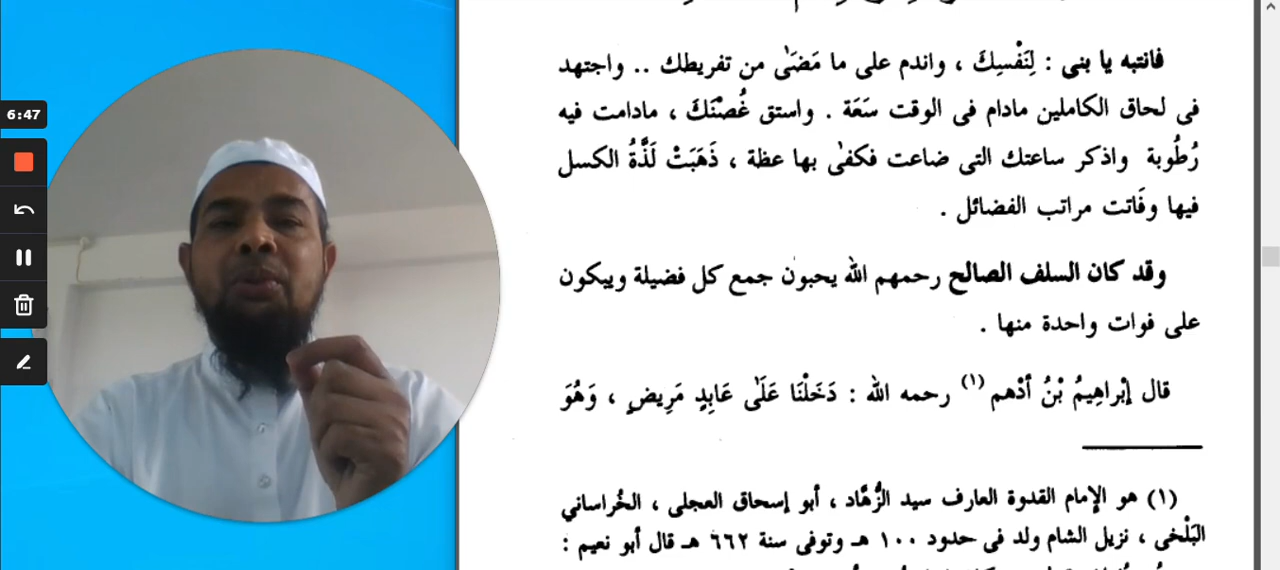 6:47
فانتبه يا بنى : لِنَفْسِكَ ، واندم على ما مَضَىٰ من تفريطك .. واجتهد
فى لحاق الكاملين مادام فى الوقت سَعَة . واستق غُصْنَكَ ، مادامت فيه
رُطُوبة واذكر ساعتك التى ضاعت فكفىٰ بها عظة ، ذَهَبَتْ لَذَّةُ الكسل
فيها وفَاتت مراتب الفضائل .
وقد كان السلف الصالح رحمهم الله يحبون جمع كل فضيلة ويبكون
على فوات واحدة منها .
قال إبْراهِيمُ بْنُ أدْهم (١) رحمه الله : دَخَلْنَا عَلَىٰ عَابِدٍ مَرِيضٍ ، وَهُوَ
(١) هو الإمام القدوة العارف سيد الزُّهَّاد ، أبو إسحاق العجلى ، الخُراساني
البَلْخى ، نزيل الشام ولد فى حدود ١٠٠ هـ وتوفى سنة ٦٦٢ هـ قال أبو نعيم :